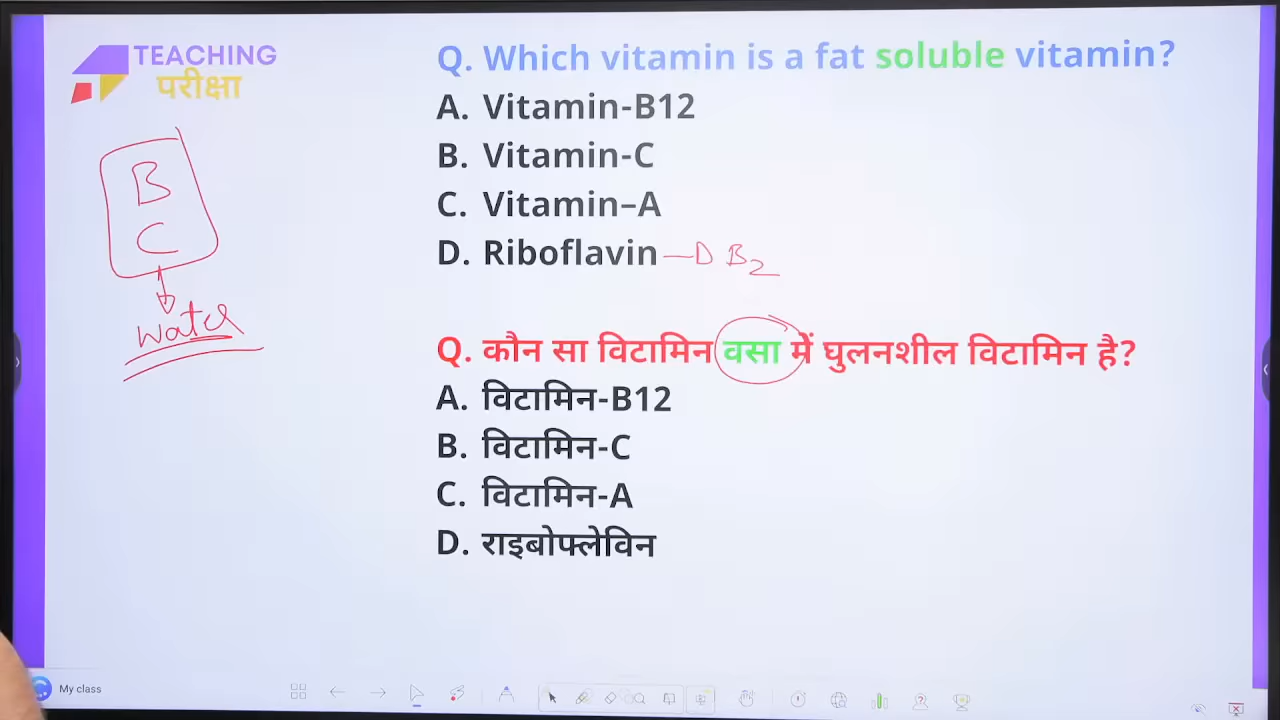 TEACHING
परीक्षा
B
C
Water
Q. Which vitamin is a fat soluble vitamin?
A. Vitamin-B12
B. Vitamin-C
C. Vitamin–A
D. Riboflavin —D B2
Q. कौन सा विटामिन वसा में घुलनशील विटामिन है?
A. विटामिन-B12
B. विटामिन-C
C. विटामिन-A
D. राइबोफ्लेविन
My class